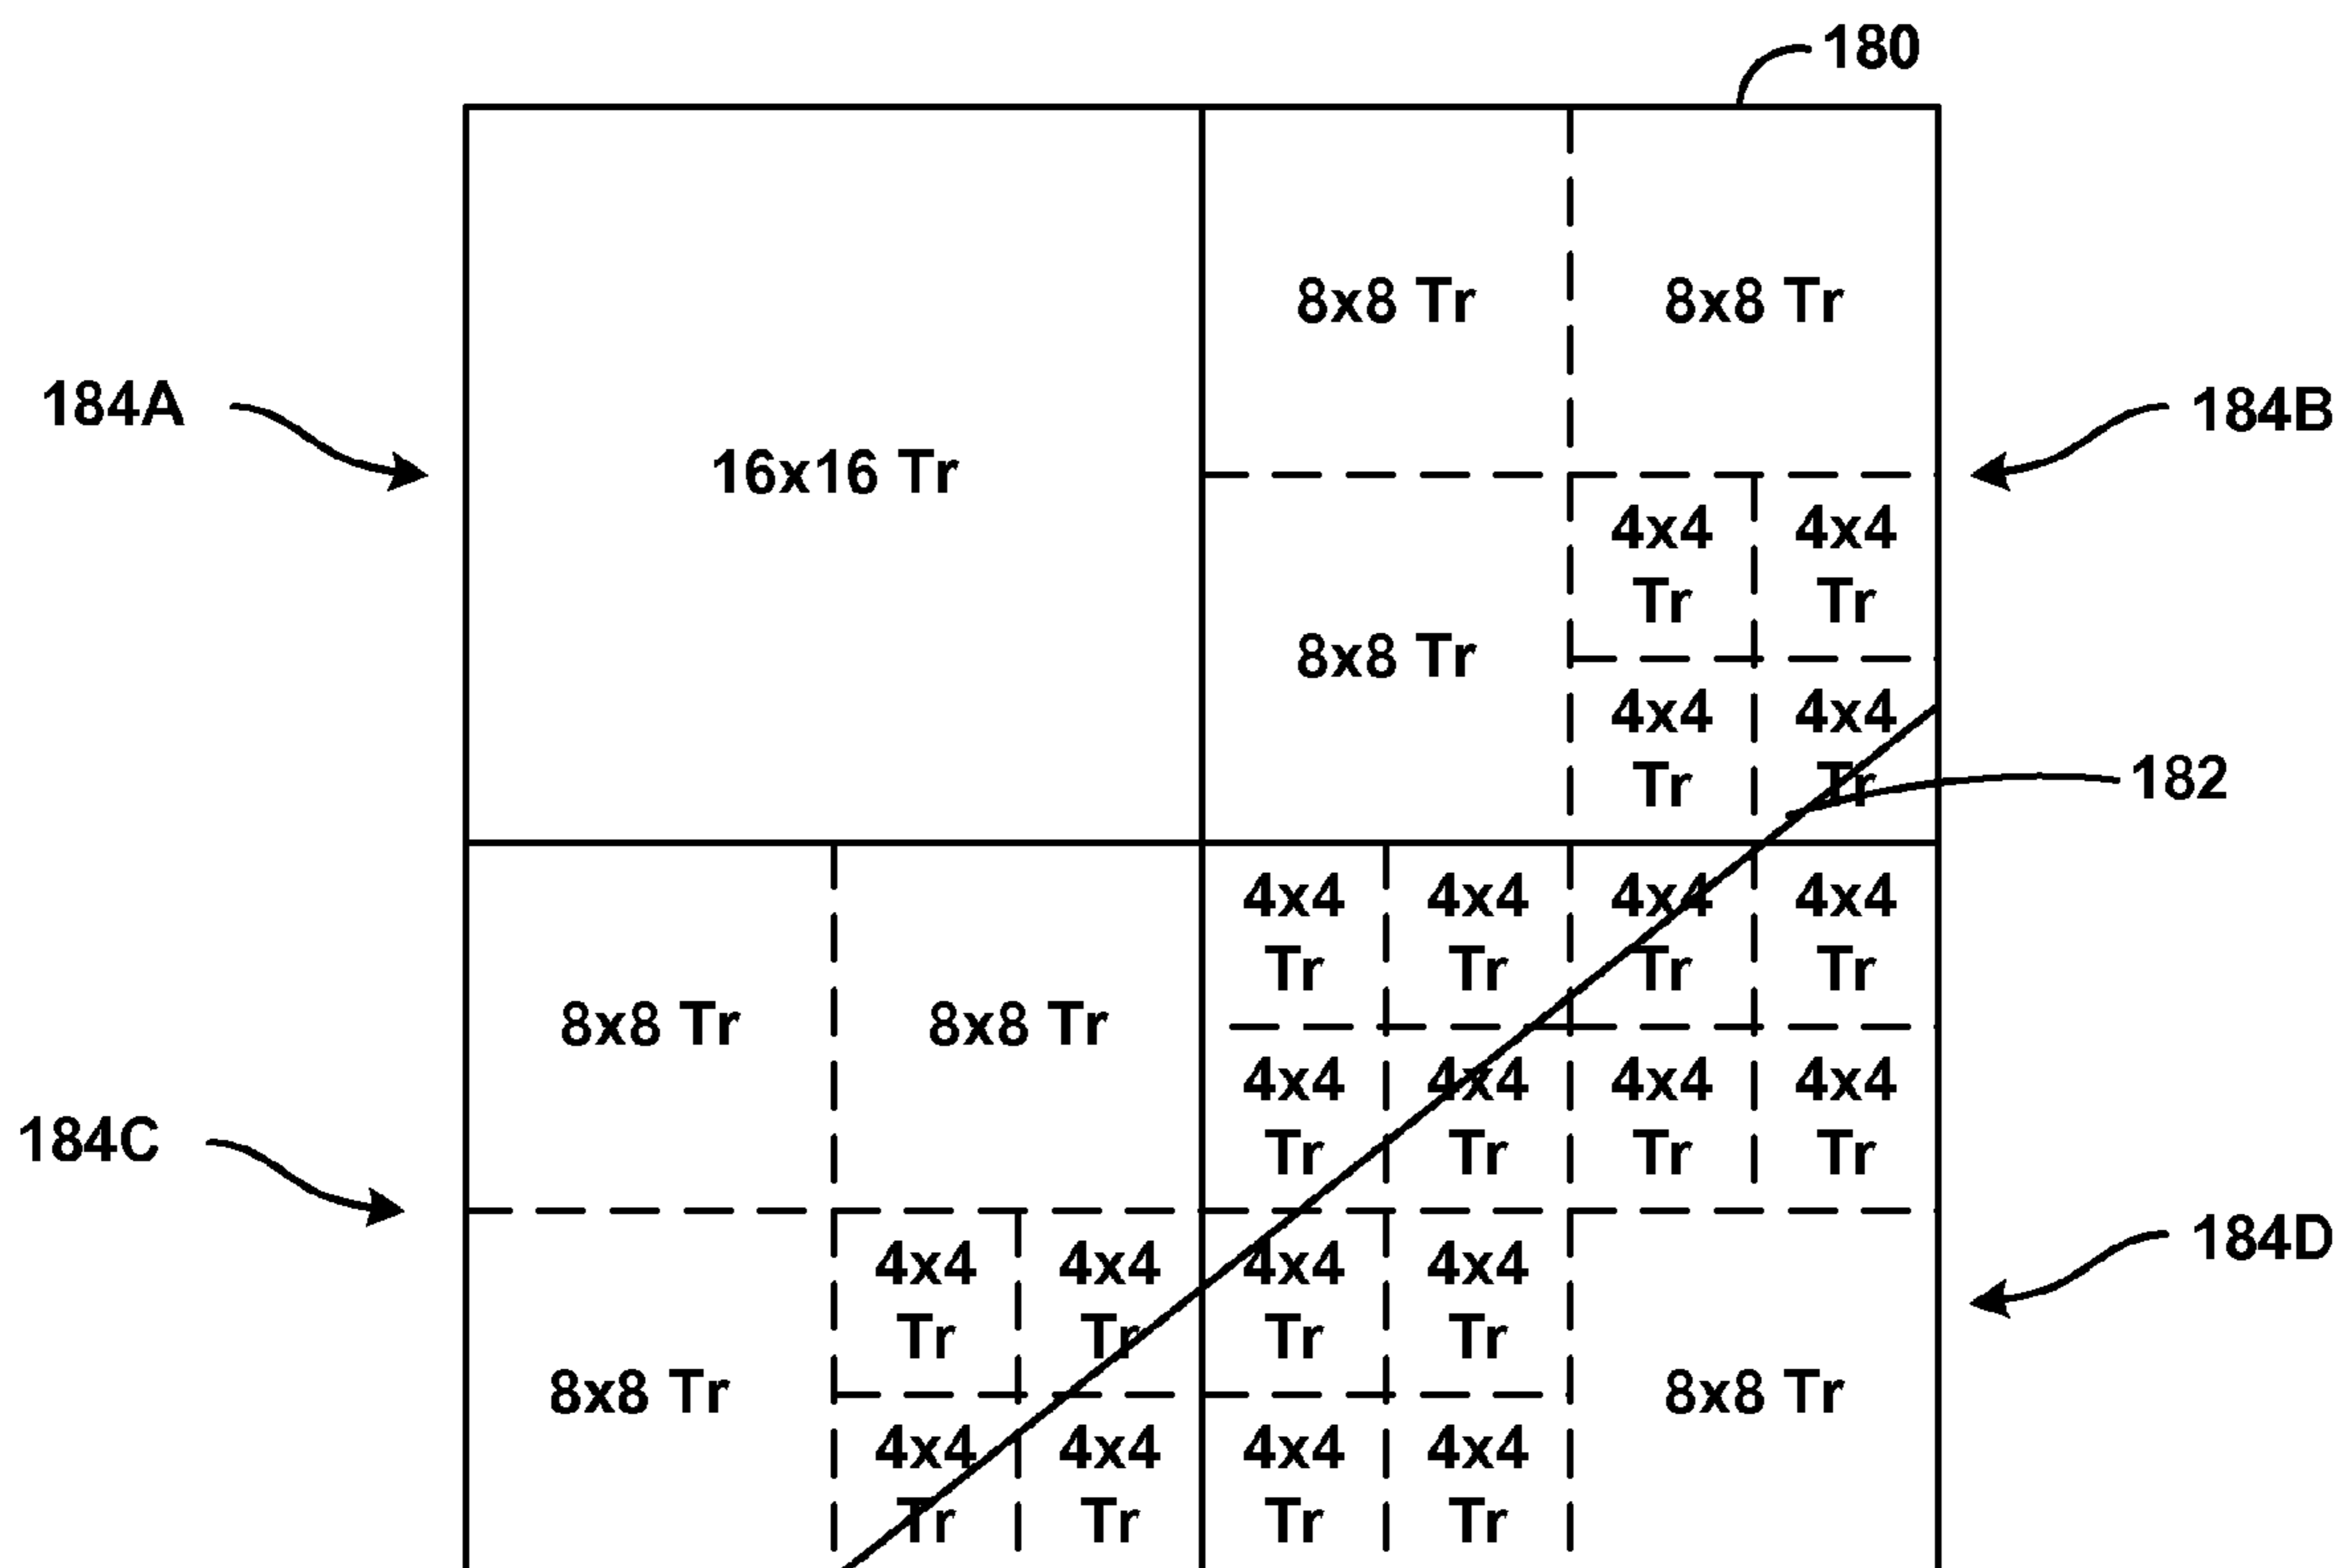 180
8x8 Tr 8x8 Tr
184A
184B
16x16 Tr
4x4 4x4
Tr Tr
8x8 Tr
4x4 4x4
Tr Tr
182
4x4 4x4 4x4 4x4
Tr Tr Tr Tr
8x8 Tr 8x8 Tr
4x4 4x4 4x4 4x4
Tr Tr Tr Tr
184C
184D
4x4 4x4 4x4 4x4
Tr Tr Tr Tr
8x8 Tr 8x8 Tr
4x4 4x4 4x4 4x4
Tr Tr Tr Tr